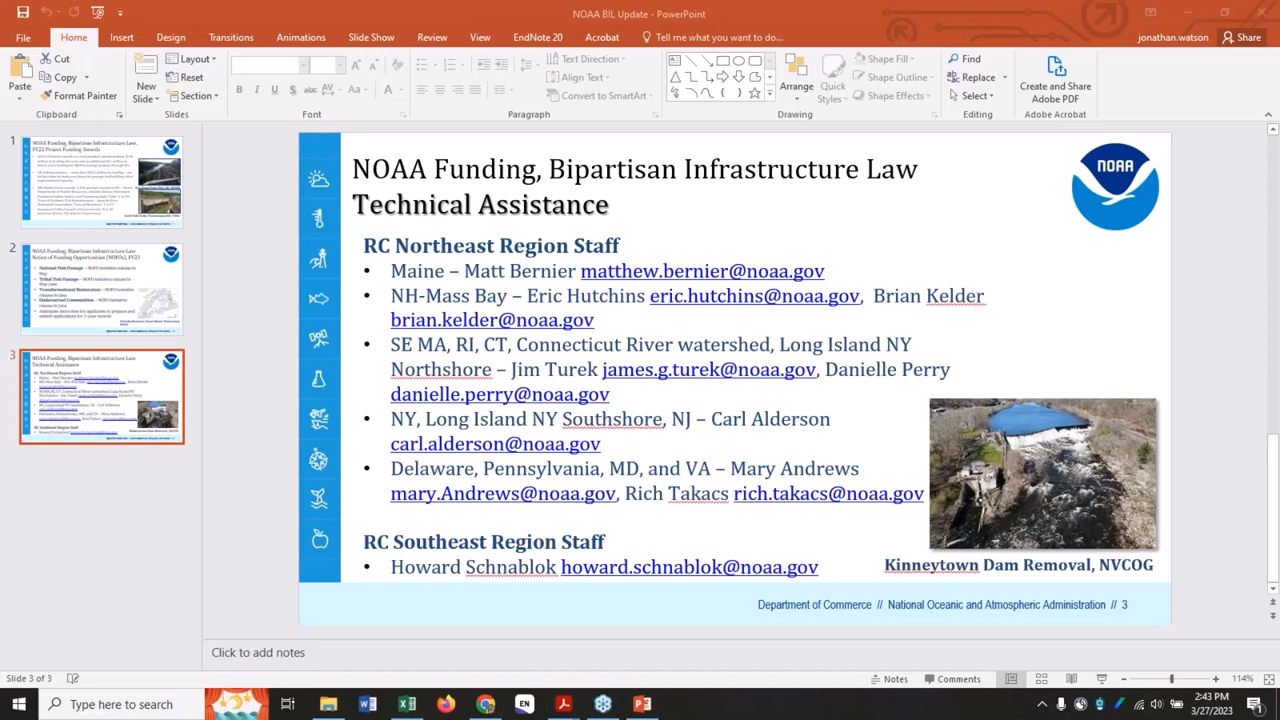 NOAA BIL Update - PowerPoint
jonathan.watson
Share
File Home Insert Design Transitions Animations Slide Show Review View EndNote 20 Acrobat Tell me what you want to do...
Paste
Cut
Copy
Format Painter
Clipboard
New Slide
Layout
Reset
Section
Slides
Font
Paragraph
Text Direction
Align Text
Convert to SmartArt
Arrange
Quick Styles
Shape Fill
Shape Outline
Shape Effects
Drawing
Find
Replace
Select
Editing
Create and Share Adobe PDF
Adobe Acrobat
1
2
3
NOAA Funding, Bipartisan Infrastructure Law
Technical Assistance
NOAA
RC Northeast Region Staff
• Maine – Matt Bernier matthew.bernier@noaa.gov
• NH-Mass Bay – Eric Hutchins eric.hutchins@noaa.gov, Brian Kelder
brian.kelder@noaa.gov
• SE MA, RI, CT, Connecticut River watershed, Long Island NY
Northshore – Jim Turek james.g.turek@noaa.gov, Danielle Perry
danielle.perry@noaa.gov
• NY, Long Island NY Southshore, NJ – Carl Alderson
carl.alderson@noaa.gov
• Delaware, Pennsylvania, MD, and VA – Mary Andrews
mary.Andrews@noaa.gov, Rich Takacs rich.takacs@noaa.gov
RC Southeast Region Staff
• Howard Schnablok howard.schnablok@noaa.gov
Kinneytown Dam Removal, NVCOG
Department of Commerce // National Oceanic and Atmospheric Administration // 3
Click to add notes
Slide 3 of 3
Notes
Comments
114%
Type here to search
2:43 PM
3/27/2023